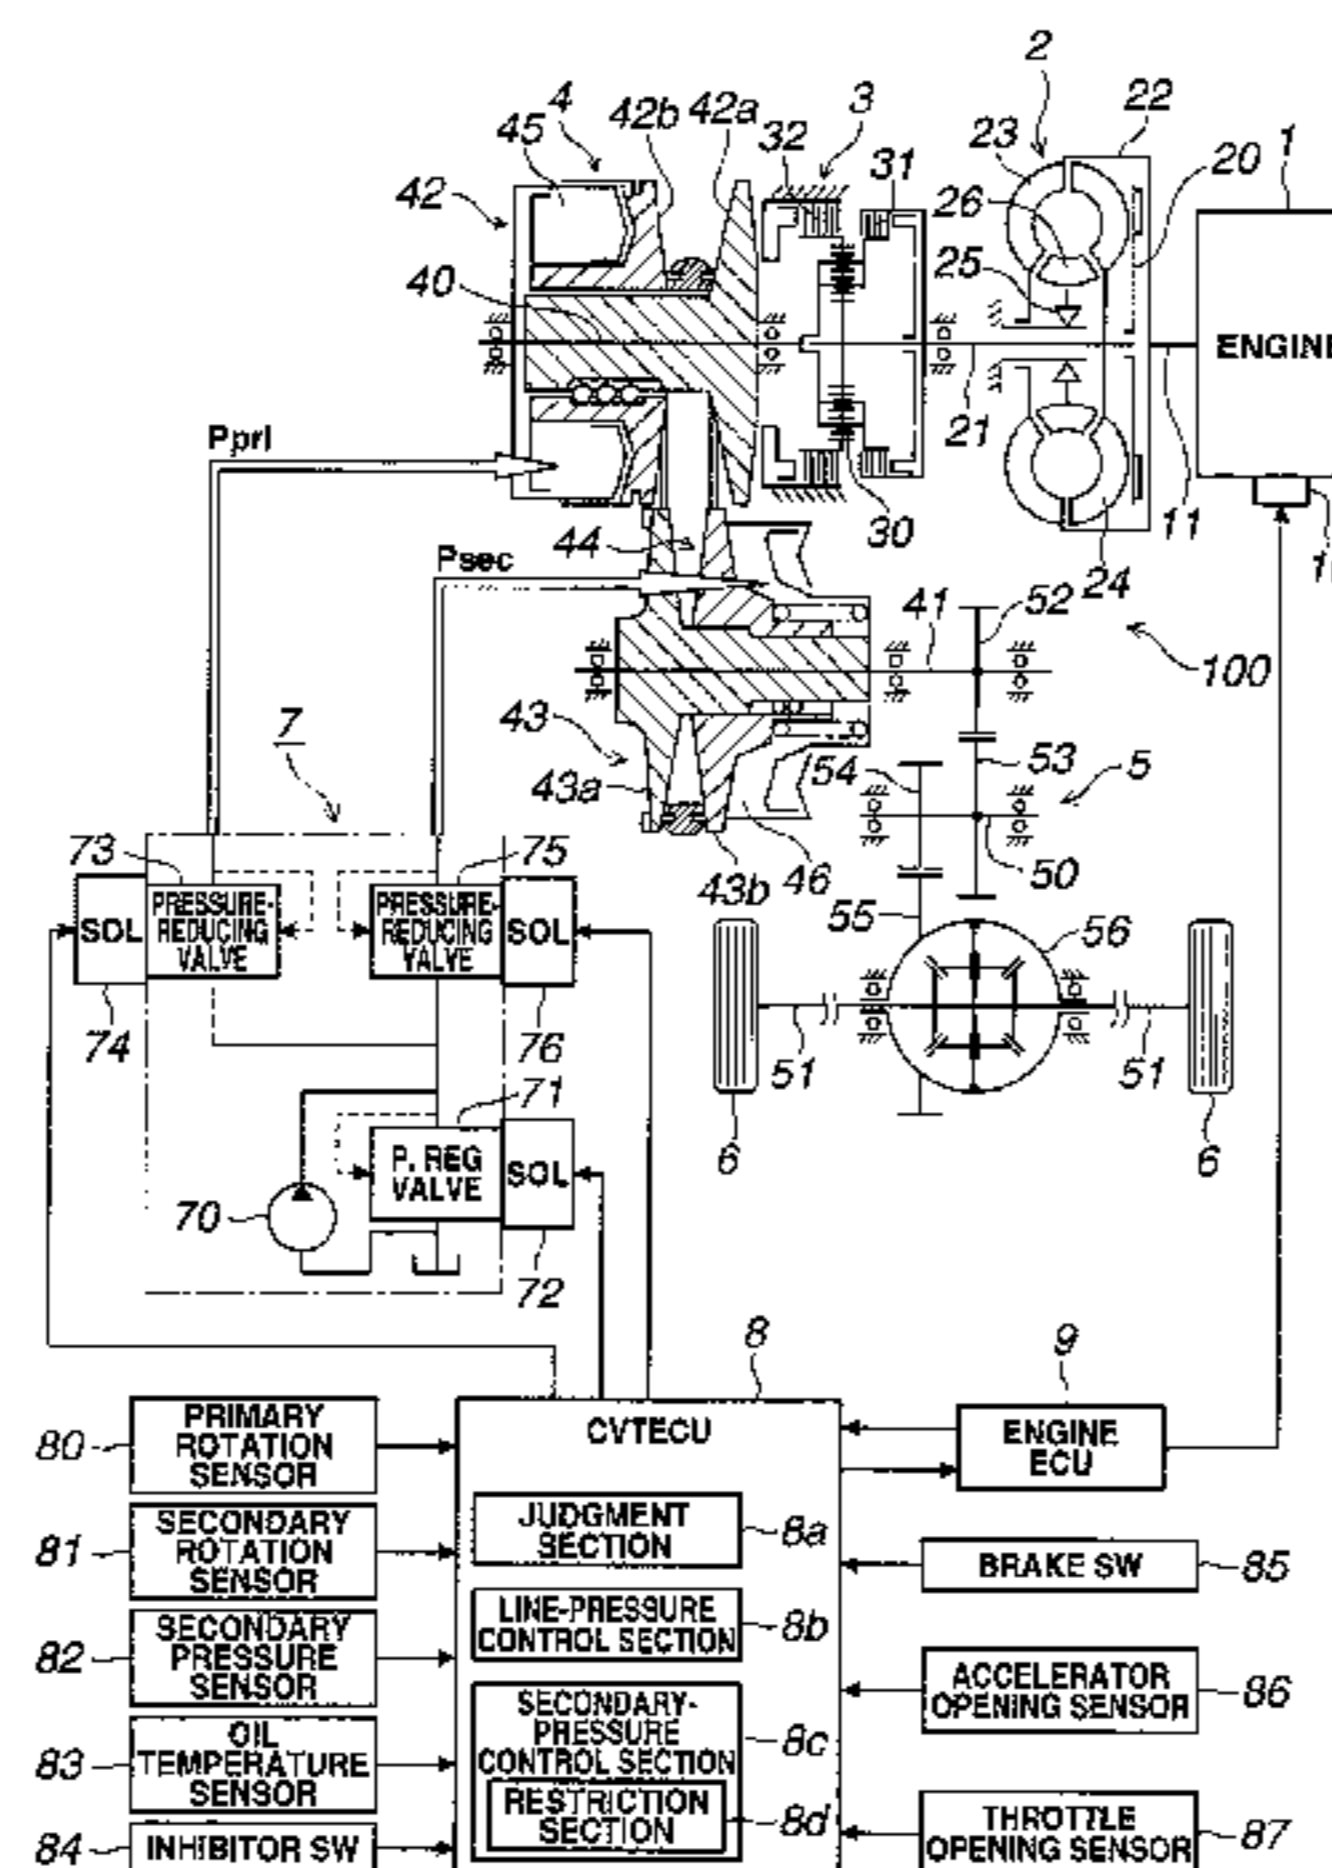 2
4
42b
42a
3
22
45
32
23
1
31
20
42
26
25
40
ENGINE
21
Ppri
11
30
44
Psec
24
52
41
100
43
7
53
5
54
43a
73
75
43b
46
50
SOL
PRESSURE-
REDUCING
VALVE
PRESSURE-
REDUCING
VALVE
SOL
55
56
74
76
51
51
71
6
6
P. REG
VALVE
SOL
70
72
8
9
80
PRIMARY
ROTATION
SENSOR
CVTECU
ENGINE
ECU
81
SECONDARY
ROTATION
SENSOR
JUDGMENT
SECTION
8a
BRAKE SW
85
82
SECONDARY
PRESSURE
SENSOR
LINE-PRESSURE
CONTROL SECTION
8b
ACCELERATOR
OPENING SENSOR
86
83
OIL
TEMPERATURE
SENSOR
SECONDARY-
PRESSURE
CONTROL SECTION
8c
RESTRICTION
SECTION
8d
THROTTLE
OPENING SENSOR
87
84
INHIBITOR SW